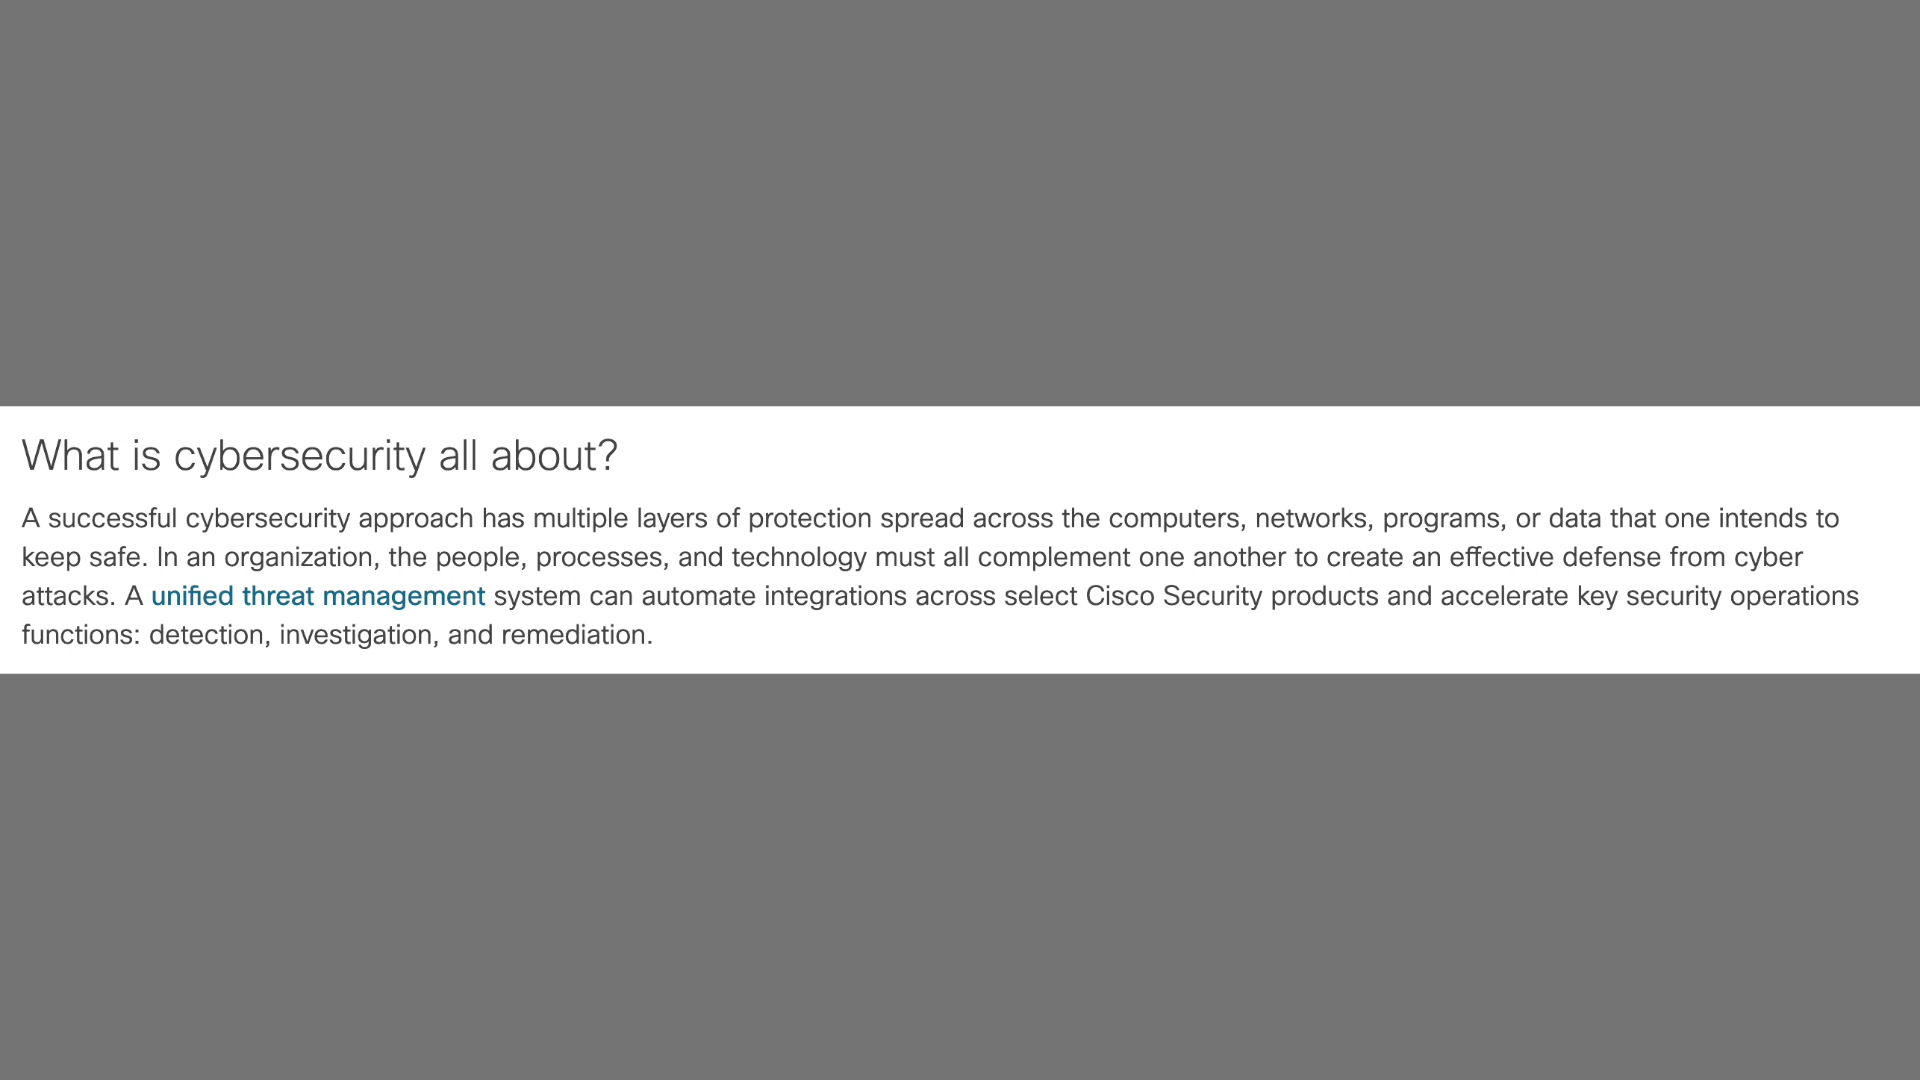 What is cybersecurity all about?
A successful cybersecurity approach has multiple layers of protection spread across the computers, networks, programs, or data that one intends to
keep safe. In an organization, the people, processes, and technology must all complement one another to create an effective defense from cyber
attacks. A unified threat management system can automate integrations across select Cisco Security products and accelerate key security operations
functions: detection, investigation, and remediation.